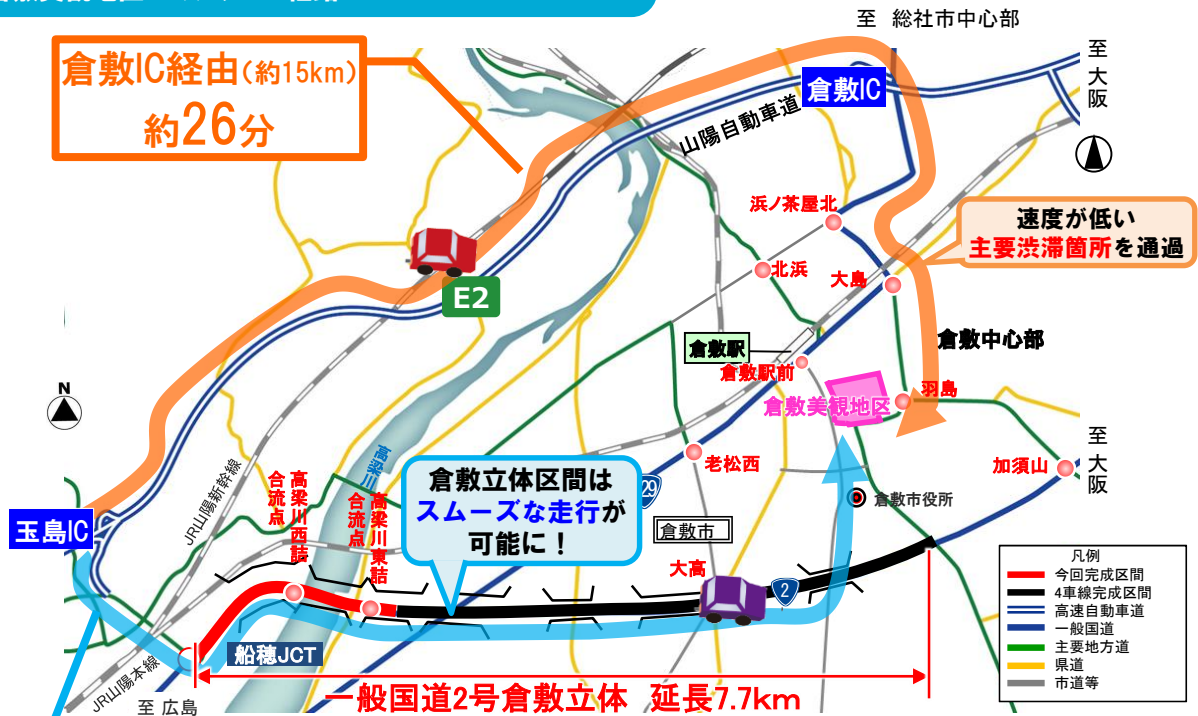 至 総社市中心部
倉敷IC経由(約15km)
約26分
倉敷IC
至大阪
山陽自動車道
浜ノ茶屋北
速度が低い
主要渋滞箇所を通過
北浜
大島
E2
倉敷中心部
倉敷駅
倉敷駅前
N
羽島
倉敷美観地区
至大阪
高梁川
老松西
加須山
JR山陽新幹線
高梁川西詰
合流点
高梁川東詰
合流点
倉敷立体区間は
スムーズな走行が
可能に!
倉敷市役所
玉島IC
倉敷市
大高
2
凡例
今回完成区間
4車線完成区間
高速自動車道
一般国道
主要地方道
県道
市道等
船穂JCT
JR山陽本線
至 広島
一般国道2号倉敷立体 延長7.7km